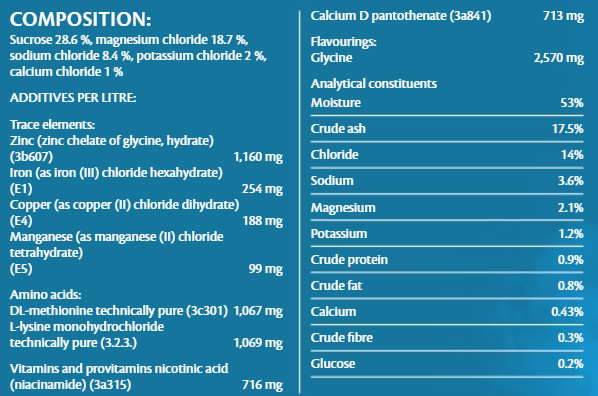 COMPOSITION:
Sucrose 28.6 %, magnesium chloride 18.7 %,
sodium chloride 8.4 %, potassium chloride 2 %,
calcium chloride 1 %
ADDITIVES PER LITRE:
Trace elements:
Zinc (zinc chelate of glycine, hydrate)
(3b607) 1,160 mg
Iron (as iron (III) chloride hexahydrate)
(E1) 254 mg
Copper (as copper (II) chloride dihydrate)
(E4) 188 mg
Manganese (as manganese (II) chloride
tetrahydrate)
(E5) 99 mg
Amino acids:
DL-methionine technically pure (3c301) 1,067 mg
L-lysine monohydrochloride
technically pure (3.2.3.) 1,069 mg
Vitamins and provitamins nicotinic acid
(niacinamide) (3a315) 716 mg
Calcium D pantothenate (3a841) 713 mg
Flavourings:
Glycine 2,570 mg
Analytical constituents
Moisture 53%
Crude ash 17.5%
Chloride 14%
Sodium 3.6%
Magnesium 2.1%
Potassium 1.2%
Crude protein 0.9%
Crude fat 0.8%
Calcium 0.43%
Crude fibre 0.3%
Glucose 0.2%